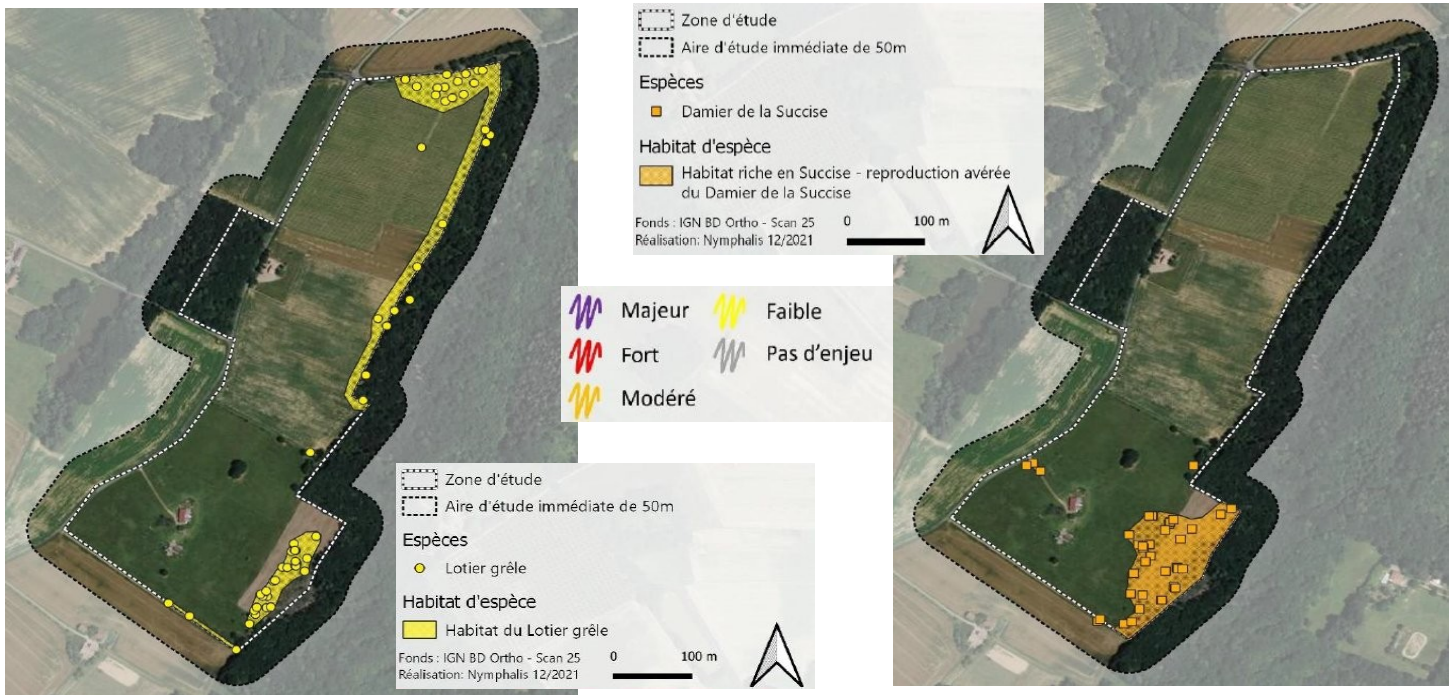 Zone d'étude
Aire d'étude immédiate de 50m
Espèces
Damier de la Succise
Habitat d'espèce
Habitat riche en Succise - reproduction avérée
du Damier de la Succise
Fonds : IGN BD Ortho - Scan 25
Réalisation: Nymphalis 12/2021
0 100 m
Majeur Faible
Fort Pas d'enjeu
Modéré
Zone d'étude
Aire d'étude immédiate de 50m
Espèces
Lotier grêle
Habitat d'espèce
Habitat du Lotier grêle
Fonds : IGN BD Ortho - Scan 25
Réalisation: Nymphalis 12/2021
0 100 m